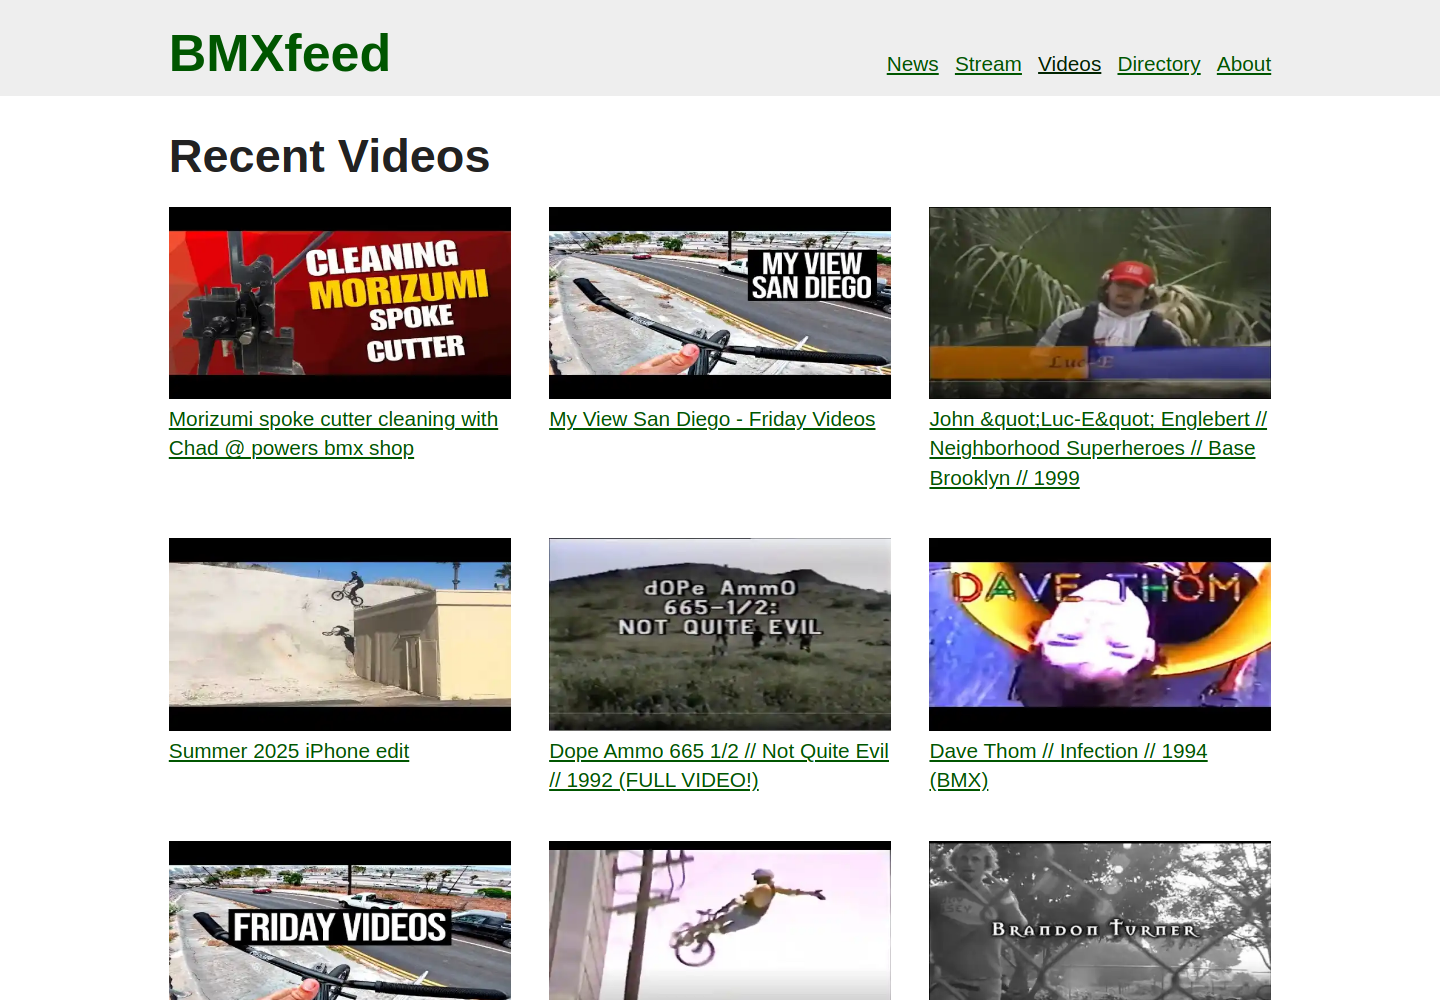 BMXfeed
News Stream Videos Directory About
Recent Videos
CLEANING
MORIZUMI
SPOKE
CUTTER
MY VIEW
SAN DIEGO
Luc-E
Morizumi spoke cutter cleaning with
Chad @ powers bmx shop
My View San Diego - Friday Videos
John &quot;Luc-E&quot; Englebert //
Neighborhood Superheroes // Base
Brooklyn // 1999
dOPe AmmO
665-1/2:
NOT QUITE EVIL
DAVE THOM
Summer 2025 iPhone edit
Dope Ammo 665 1/2 // Not Quite Evil
// 1992 (FULL VIDEO!)
Dave Thom // Infection // 1994
(BMX)
FRIDAY VIDEOS
BRANDON TURNER